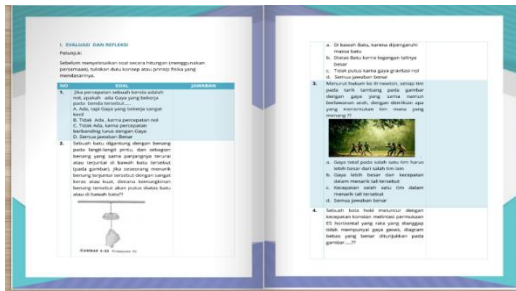 I. EVALUASI DAN REFLEKSI
Petunjuk:
Sebelum menyelesaikan soal secara hitungan (menggunakan
persamaan), tuliskan dulu konsep atau prinsip fisika yang
mendasarinya.
NO SOAL JAWABAN
1. Jika percepatan sebuah benda adalah
nol, apakah ada Gaya yang bekerja
pada benda tersebut....
A. Ada, tapi Gaya yang bekerja sangat
kecil
B. Tidak Ada, karna percepatan nol
C. Tidak Ada, karna percepatan
berbanding lurus dengan Gaya
D. Semua jawaban Benar
2. Sebuah batu digantung dengan benang
pada langit-langit pintu, dan sebagian
benang yang sama panjangnya terurai
atau terjuntai di bawah batu tersebut
(pada gambar). Jika seseorang menarik
benang terjuntai tersebut dengan sangat
keras atau kuat, dimana kemungkinan
benang tersebut akan putus diatas batu
atau di bawah batu??
GAMBAR 4-38
a. Di bawah Batu, karena dipengaruhi
massa batu
b. Diatas Batu karna tegangan talinya
besar
c. Tidak putus karna gaya gravitasi nol
d. Semua jawaban benar
3. Menurut hukum ke III newton, setiap tim
pada tarik tambang pada gambar
dengan gaya yang sama namun
berlawanan arah, dengan demikian apa
yang menentukan tim mana yang
menang ??
a. Gaya total pada salah satu tim harus
lebih besar dari salah tim lain
b. Gaya lebih besar dan kecepatan
dalam menarik tali tersebut
c. Kecepatan salah satu tim dalam
menarik tali tersebut
d. Semua jawaban benar
4. Sebuah bola hoki meluncur dengan
kecepatan konstan melintasi permukaan
ES horizontal yang rata yang dianggap
tidak mempunyai gaya gesek, diagram
bebas yang benar ditunjukkan pada
gambar.....??